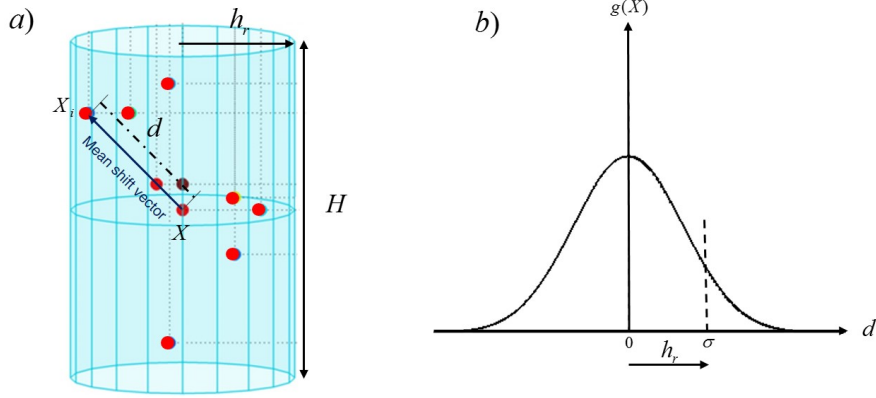 a)
h_r
X_i
d
Mean shift vector
X
H
b)
g(X)
0
σ
d
h_r